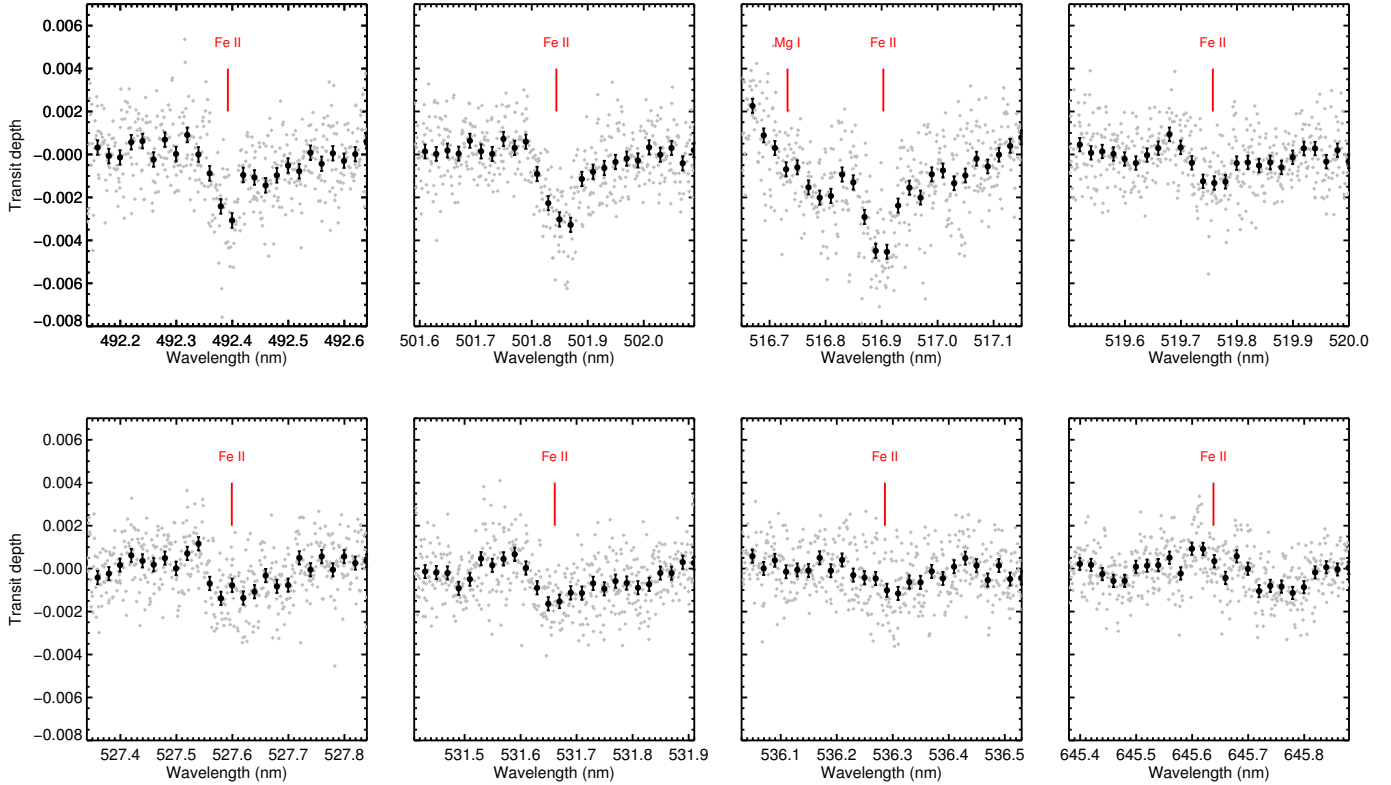 Transit depth
0.006
0.004
0.002
−0.000
−0.002
−0.004
−0.006
−0.008
Fe II
492.2 492.3 492.4 492.5 492.6
Wavelength (nm)
Fe II
501.6 501.7 501.8 501.9 502.0
Wavelength (nm)
Mg I Fe II
516.7 516.8 516.9 517.0 517.1
Wavelength (nm)
Fe II
519.6 519.7 519.8 519.9 520.0
Wavelength (nm)
Transit depth
0.006
0.004
0.002
−0.000
−0.002
−0.004
−0.006
−0.008
Fe II
527.4 527.5 527.6 527.7 527.8
Wavelength (nm)
Fe II
531.5 531.6 531.7 531.8 531.9
Wavelength (nm)
Fe II
536.1 536.2 536.3 536.4 536.5
Wavelength (nm)
Fe II
645.4 645.5 645.6 645.7 645.8
Wavelength (nm)